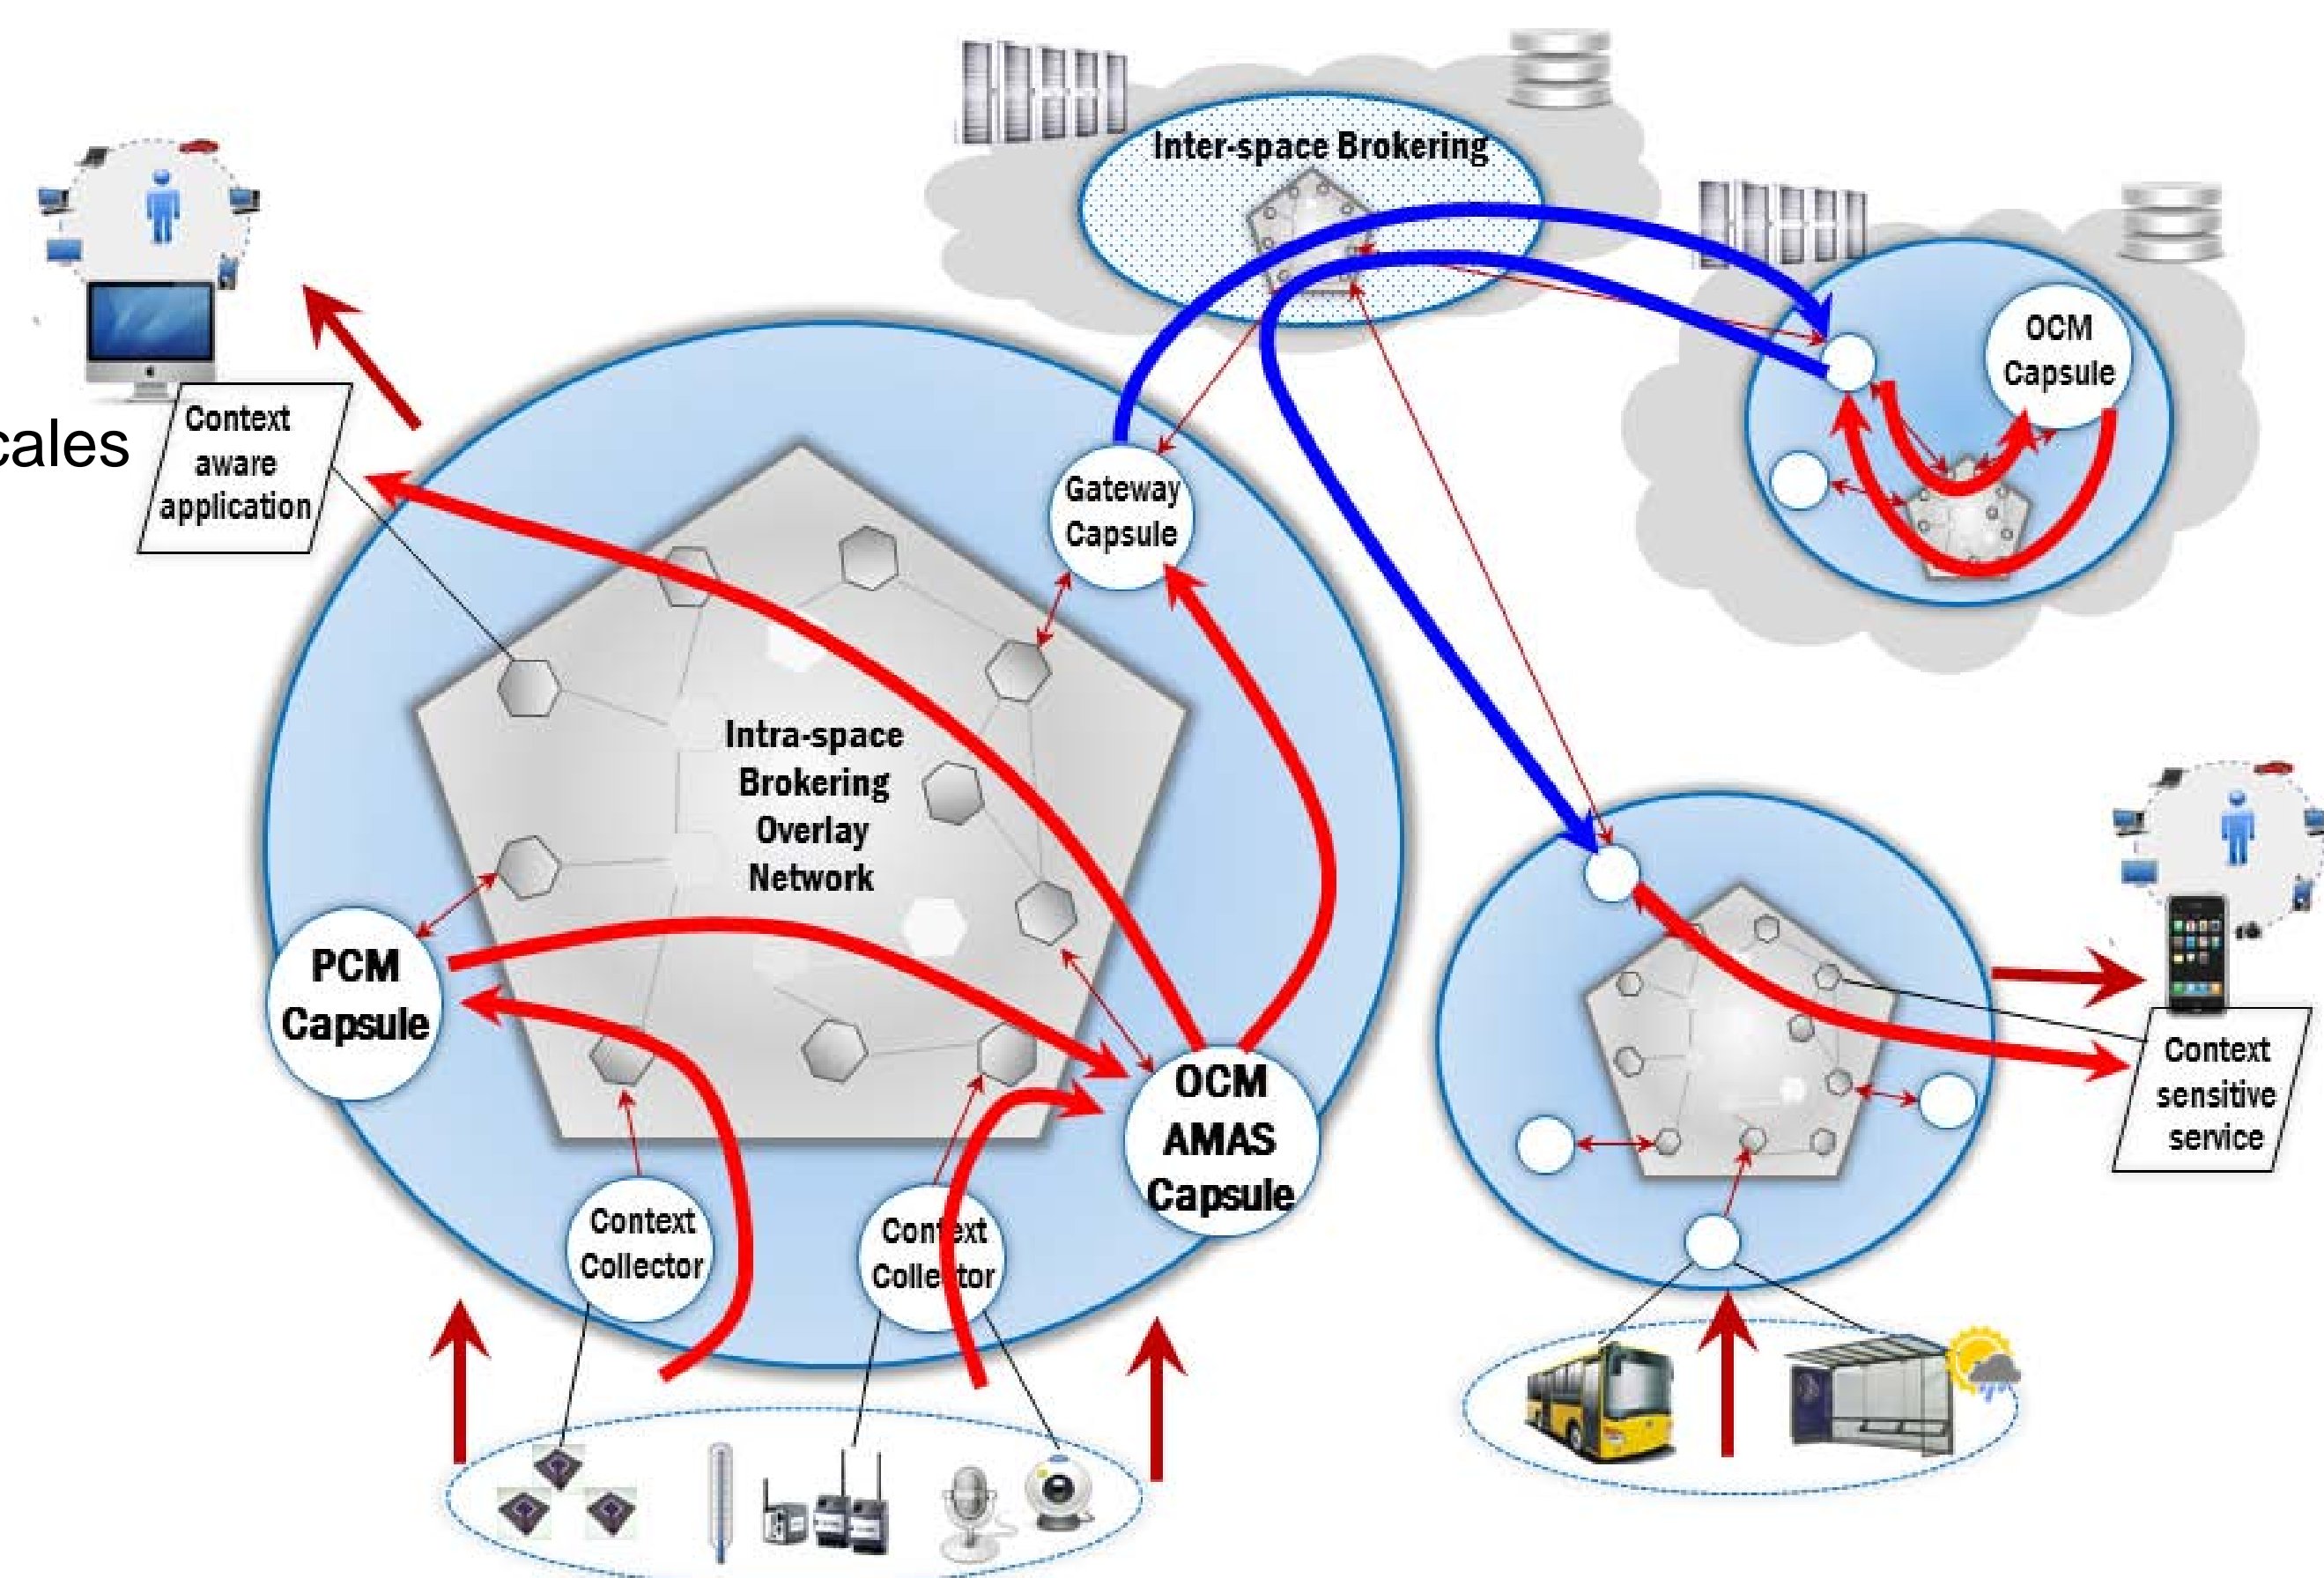 Inter-space Brokering
OCM
Capsule
Context
aware
application
Gateway
Capsule
Intra-space
Brokering
Overlay
Network
PCM
Capsule
OCM
AMAS
Capsule
Context
Collector
Context
Collector
Context
sensitive
service